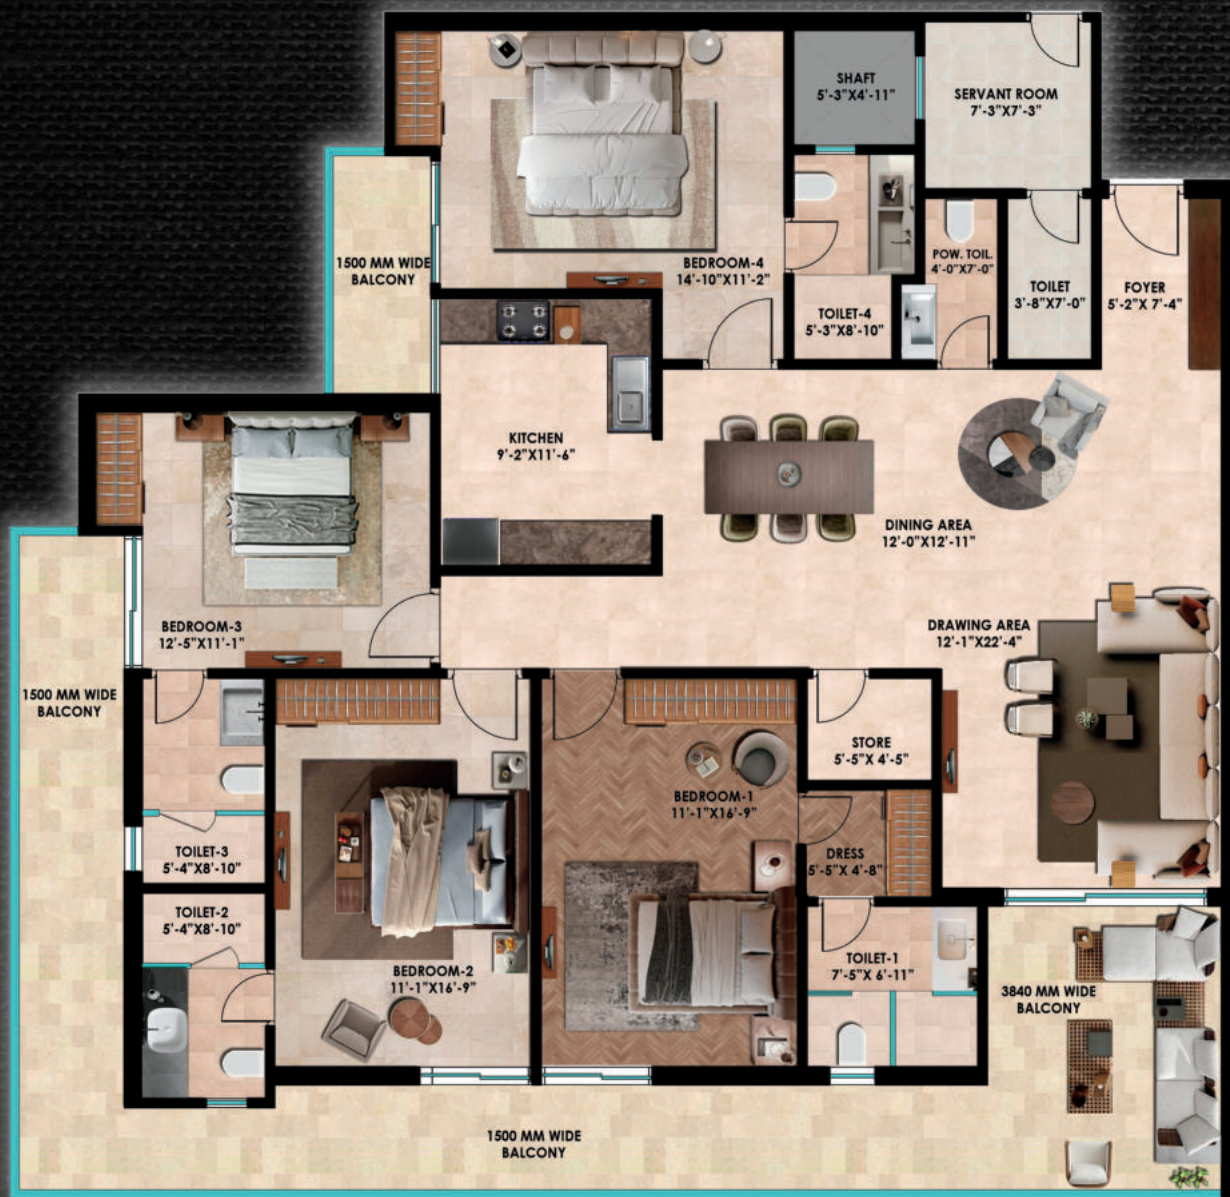 SHAFT
5'-3"X4'-11"
SERVANT ROOM
7'-3"X7'-3"
1500 MM WIDE
BALCONY
BEDROOM-4
14'-10"X11'-2"
POW. TOIL.
4'-0"X7'-0"
TOILET
3'-8"X7'-0"
FOYER
5'-2"X 7'-4"
TOILET-4
5'-3"X8'-10"
KITCHEN
9'-2"X11'-6"
DINING AREA
12'-0"X12'-11"
BEDROOM-3
12'-5"X11'-1"
DRAWING AREA
12'-1"X22'-4"
1500 MM WIDE
BALCONY
STORE
5'-5"X 4'-5"
BEDROOM-1
11'-1"X16'-9"
TOILET-3
5'-4"X8'-10"
DRESS
5'-5"X 4'-8"
TOILET-2
5'-4"X8'-10"
BEDROOM-2
11'-1"X16'-9"
TOILET-1
7'-5"X 6'-11"
3840 MM WIDE
BALCONY
1500 MM WIDE
BALCONY